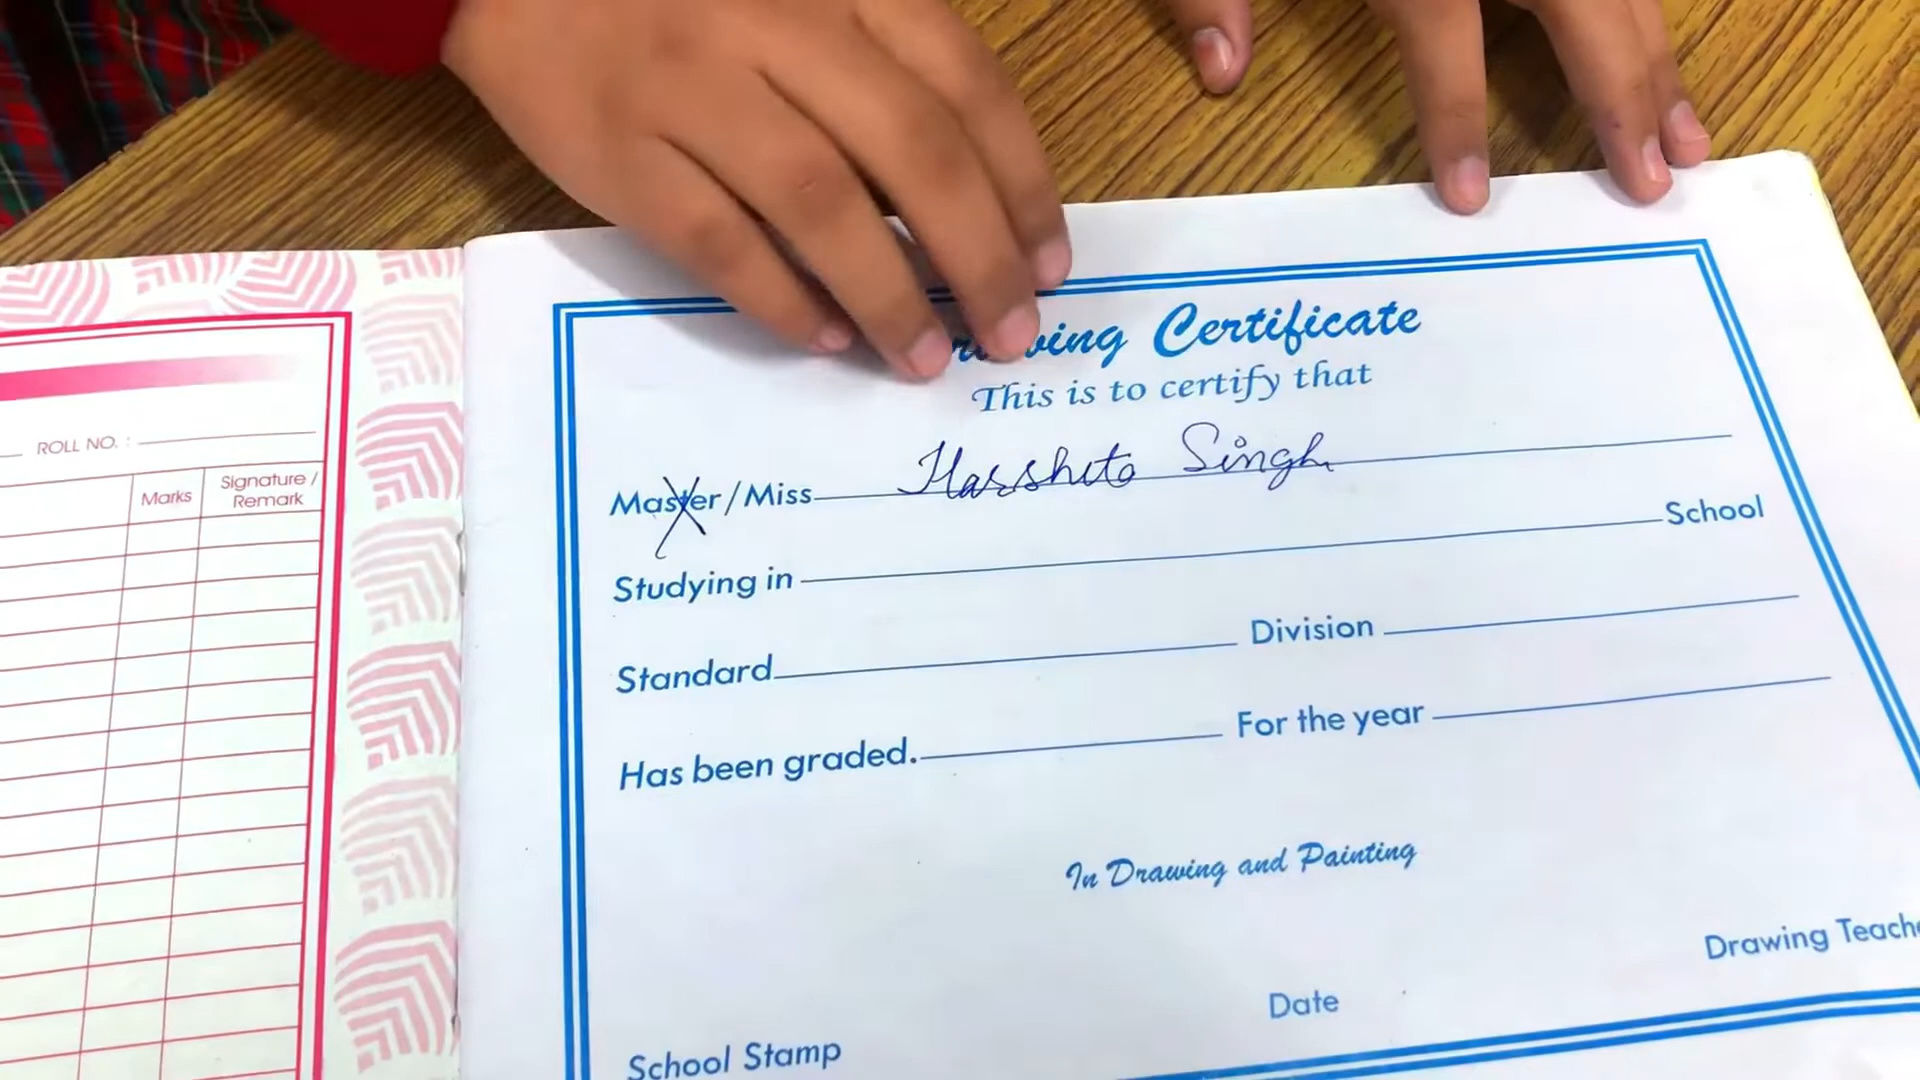 ROLL NO. :
Marks
Signature /
Remark
Drawing Certificate
This is to certify that
Master / Miss Harshita Singh
Studying in School
Standard Division
Has been graded. For the year
In Drawing and Painting
Drawing
Date
School Stamp